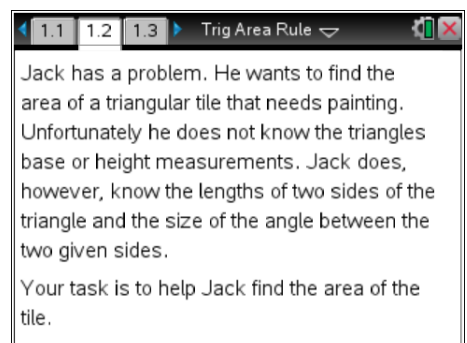 1.1 1.2 1.3 Trig Area Rule
Jack has a problem. He wants to find the
area of a triangular tile that needs painting.
Unfortunately he does not know the triangles
base or height measurements. Jack does,
however, know the lengths of two sides of the
triangle and the size of the angle between the
two given sides.
Your task is to help Jack find the area of the
tile.